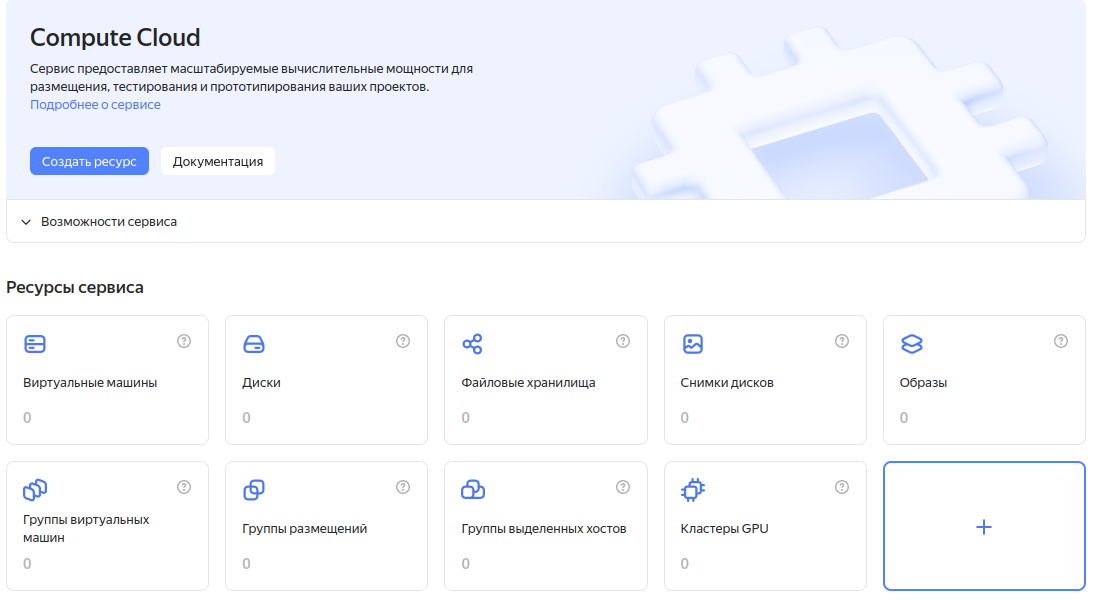 Compute Cloud
Сервис предоставляет масштабируемые вычислительные мощности для
размещения, тестирования и прототипирования ваших проектов.
Подробнее о сервисе
Создать ресурс
Документация
Возможности сервиса
Ресурсы сервиса
Виртуальные машины
0
Диски
0
Файловые хранилища
0
Снимки дисков
0
Образы
0
Группы виртуальных
машин
0
Группы размещений
0
Группы выделенных хостов
0
Кластеры GPU
0